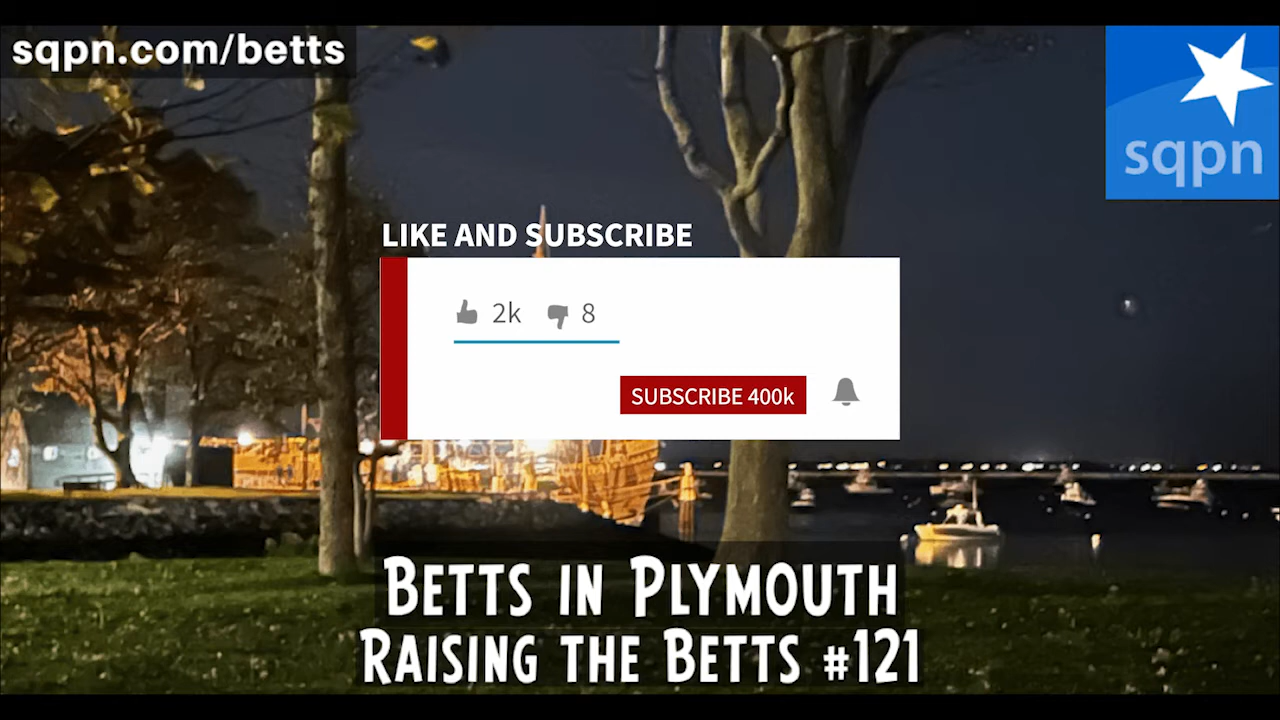 sqpn.com/betts
sqpn
LIKE AND SUBSCRIBE
2k 8
SUBSCRIBE 400k
BETTS IN PLYMOUTH
RAISING THE BETTS #121